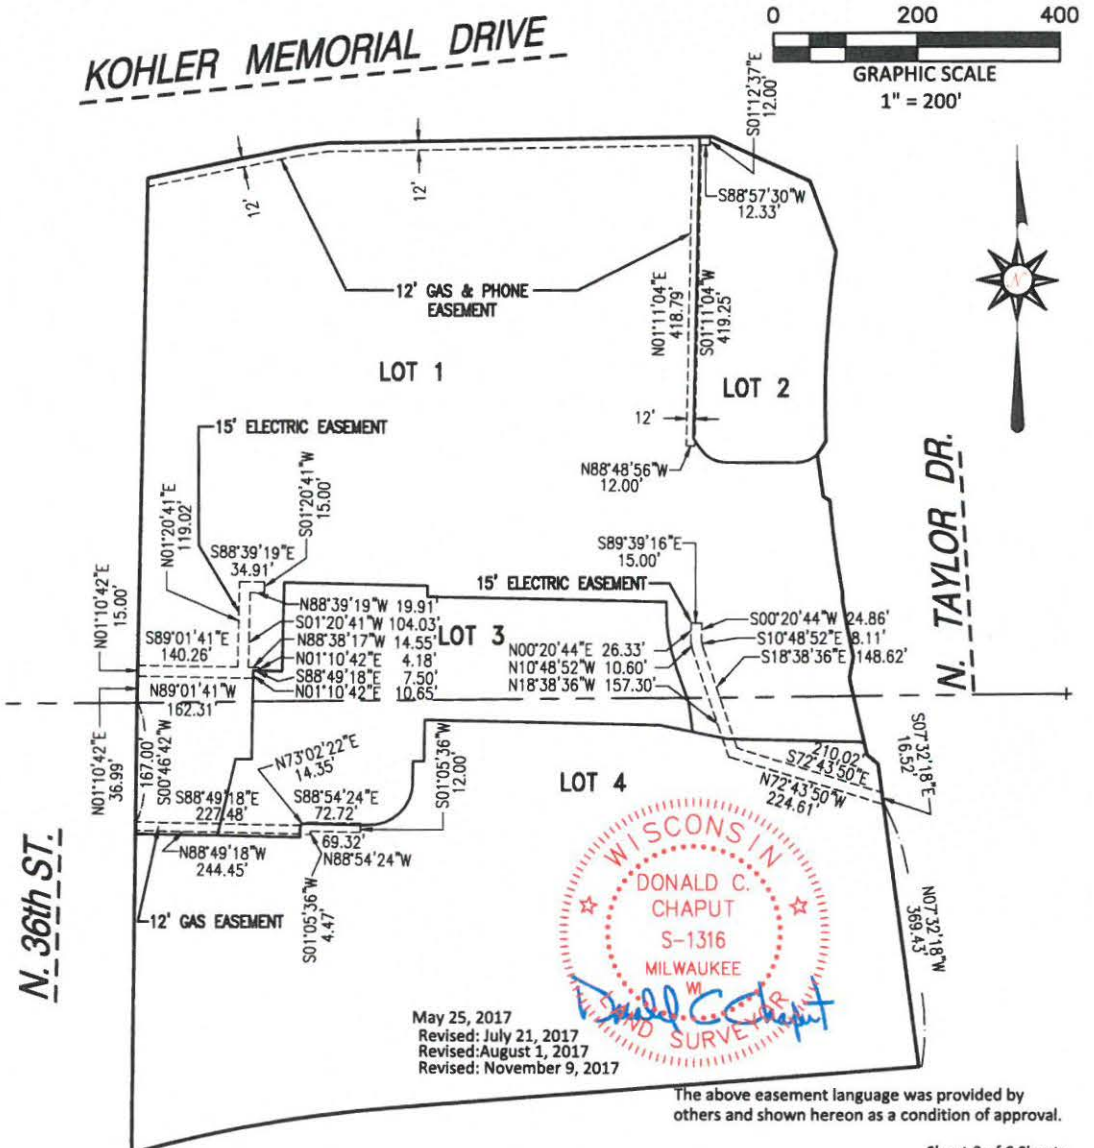 KOHLER MEMORIAL DRIVE
0 200 400
GRAPHIC SCALE
1" = 200'
S01°12'37"E
12.00'
S88°57'30"W
12.33'
12'
12'
12' GAS & PHONE
EASEMENT
N01°11'04"E
418.79'
S01°11'04"W
419.25'
N
LOT 1
LOT 2
12'
N88°48'56"W
12.00'
15' ELECTRIC EASEMENT
N01°20'41"E
119.02'
S01°20'41"W
15.00'
S88°39'19"E
34.91'
N. TAYLOR DR.
S89°39'16"E
15.00'
15' ELECTRIC EASEMENT
N01°10'42"E
15.00'
N88°39'19"W 19.91'
S01°20'41"W 104.03'
N88°38'17"W 14.55'
N01°10'42"E 4.18'
S88°49'18"E 7.50'
N01°10'42"E 10.65'
LOT 3
S89°01'41"E
140.26'
N89°01'41"W
162.31'
S00°20'44"W 24.86'
S10°48'52"E 8.11'
S18°38'36"E 148.62'
N00°20'44"E 26.33'
N10°48'52"W 10.60'
N18°38'36"W 157.30'
N01°10'42"E
36.99'
167.00'
S00°46'42"W
N73°02'22"E
14.35'
S01°05'36"W
12.00'
S88°49'18"E
227.48'
S88°54'24"E
72.72'
LOT 4
210.02'
S72°43'50"E
N72°43'50"W
224.61'
S07°32'18"E
16.52'
N88°49'18"W
244.45'
69.32'
N88°54'24"W
S01°05'36"W
4.47'
12' GAS EASEMENT
N. 36th ST.
N07°32'18"W
369.43'
WISCONSIN
DONALD C.
CHAPUT
S-1316
MILWAUKEE
WI
LAND SURVEYOR
Donald C Chaput
May 25, 2017
Revised: July 21, 2017
Revised:August 1, 2017
Revised: November 9, 2017
The above easement language was provided by
others and shown hereon as a condition of approval.